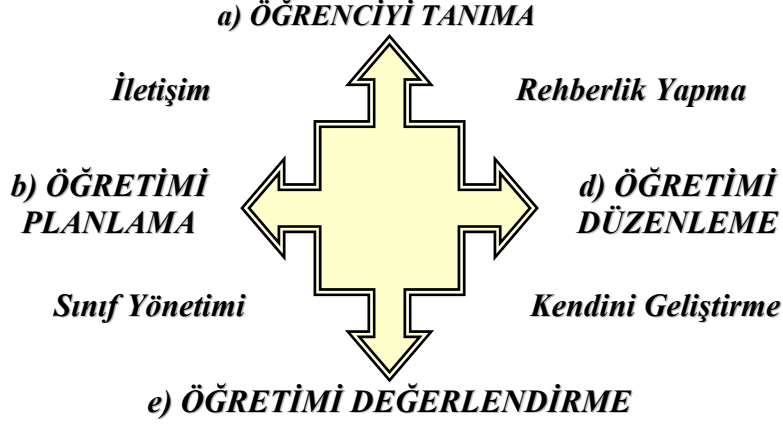 a) ÖĞRENCİYİ TANIMA
İletişim
Rehberlik Yapma
b) ÖĞRETİMİ
PLANLAMA
d) ÖĞRETİMİ
DÜZENLEME
Sınıf Yönetimi
Kendini Geliştirme
e) ÖĞRETİMİ DEĞERLENDİRME